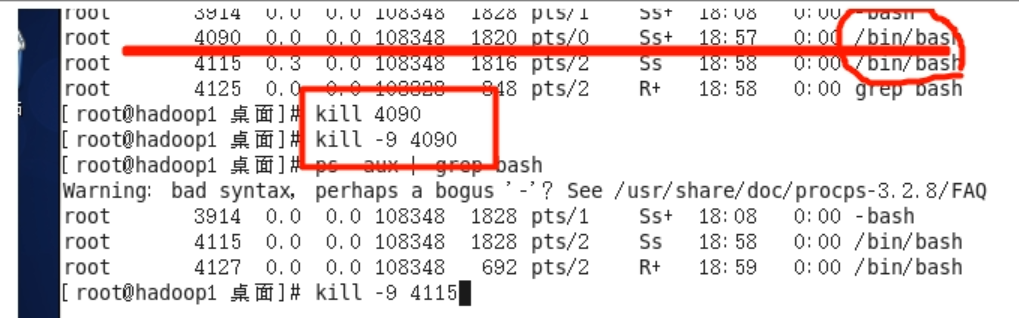 root 3914 0.0 0.0 108348 1828 pts/1 Ss+ 18:08 0:00 -bash
root 4090 0.0 0.0 108348 1820 pts/0 Ss+ 18:57 0:00 /bin/bash
root 4115 0.3 0.0 108348 1816 pts/2 Ss 18:58 0:00 /bin/bash
root 4125 0.0 0.0 108828 848 pts/2 R+ 18:58 0:00 grep bash
[root@hadoop1 桌面]# kill 4090
[root@hadoop1 桌面]# kill -9 4090
[root@hadoop1 桌面]# ps -aux | grep bash
Warning: bad syntax, perhaps a bogus '-'? See /usr/share/doc/procps-3.2.8/FAQ
root 3914 0.0 0.0 108348 1828 pts/1 Ss+ 18:08 0:00 -bash
root 4115 0.0 0.0 108348 1828 pts/2 Ss 18:58 0:00 /bin/bash
root 4127 0.0 0.0 108348 692 pts/2 R+ 18:59 0:00 /bin/bash
[root@hadoop1 桌面]# kill -9 4115